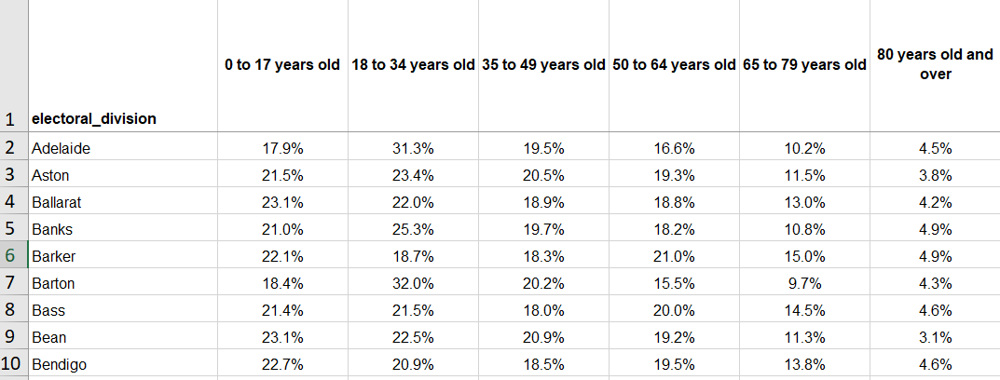 0 to 17 years old 18 to 34 years old 35 to 49 years old 50 to 64 years old 65 to 79 years old 80 years old and over
1 electoral_division
2 Adelaide 17.9% 31.3% 19.5% 16.6% 10.2% 4.5%
3 Aston 21.5% 23.4% 20.5% 19.3% 11.5% 3.8%
4 Ballarat 23.1% 22.0% 18.9% 18.8% 13.0% 4.2%
5 Banks 21.0% 25.3% 19.7% 18.2% 10.8% 4.9%
6 Barker 22.1% 18.7% 18.3% 21.0% 15.0% 4.9%
7 Barton 18.4% 32.0% 20.2% 15.5% 9.7% 4.3%
8 Bass 21.4% 21.5% 18.0% 20.0% 14.5% 4.6%
9 Bean 23.1% 22.5% 20.9% 19.2% 11.3% 3.1%
10 Bendigo 22.7% 20.9% 18.5% 19.5% 13.8% 4.6%